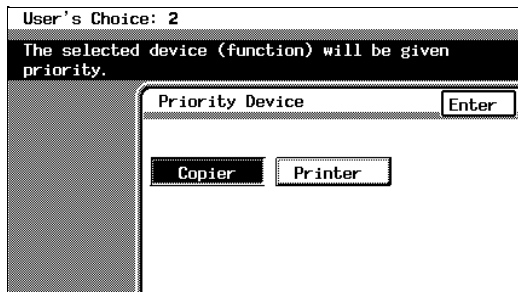 User's Choice: 2
The selected device (function) will be given
priority.
Priority Device
Enter
Copier Printer